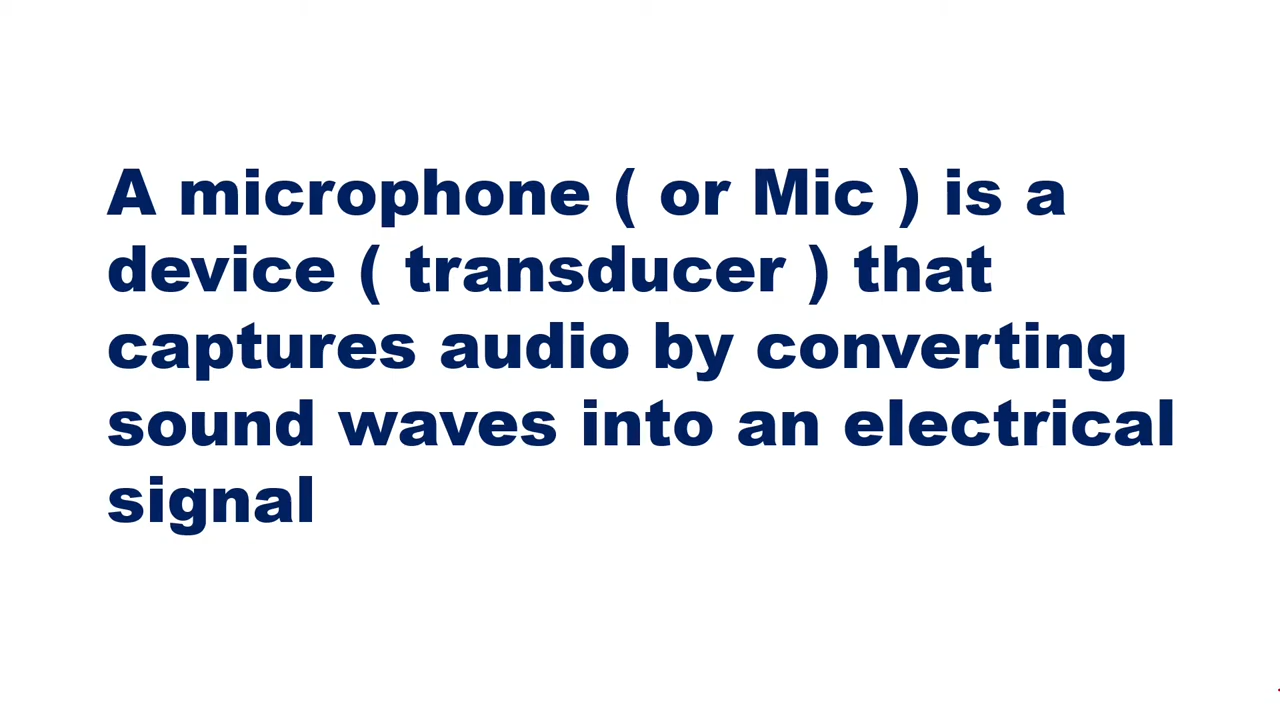 A microphone ( or Mic ) is a
device ( transducer ) that
captures audio by converting
sound waves into an electrical
signal